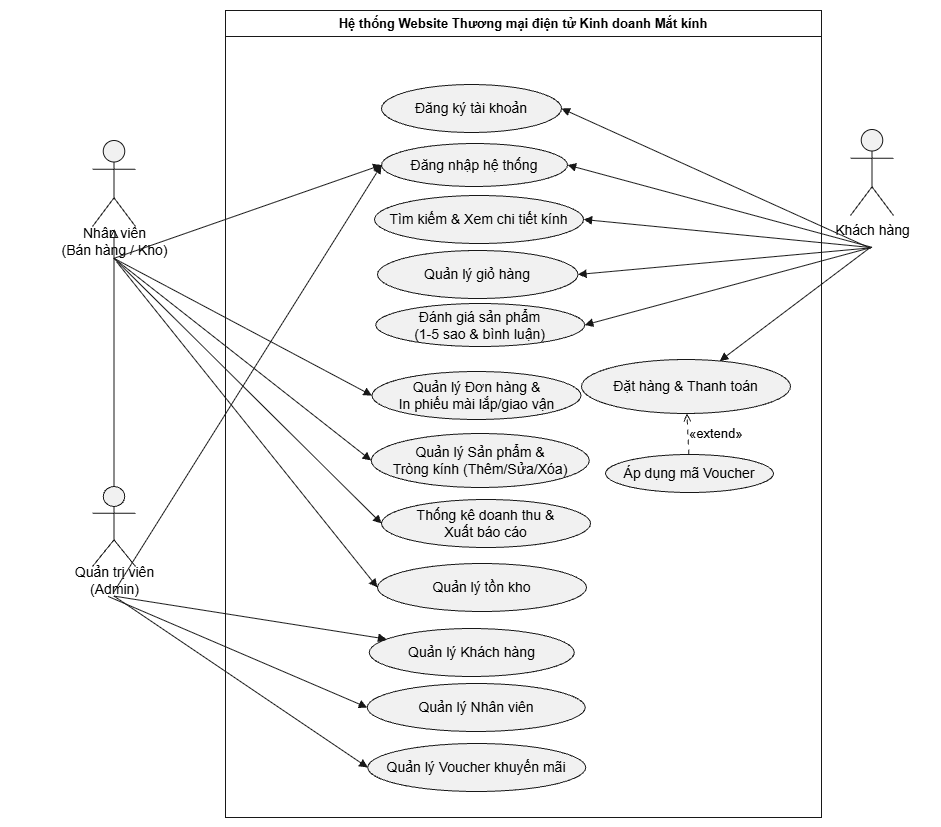 Hệ thống Website Thương mại điện tử Kinh doanh Mắt kính
Đăng ký tài khoản
Đăng nhập hệ thống
Tìm kiếm & Xem chi tiết kính
Nhân viên
(Bán hàng / Kho)
Khách hàng
Quản lý giỏ hàng
Đánh giá sản phẩm
(1-5 sao & bình luận)
Quản lý Đơn hàng &
In phiếu mài lắp/giao vận
Đặt hàng & Thanh toán
«extend»
Quản lý Sản phẩm &
Tròng kính (Thêm/Sửa/Xóa)
Áp dụng mã Voucher
Thống kê doanh thu &
Xuất báo cáo
Quản trị viên
(Admin)
Quản lý tồn kho
Quản lý Khách hàng
Quản lý Nhân viên
Quản lý Voucher khuyến mãi